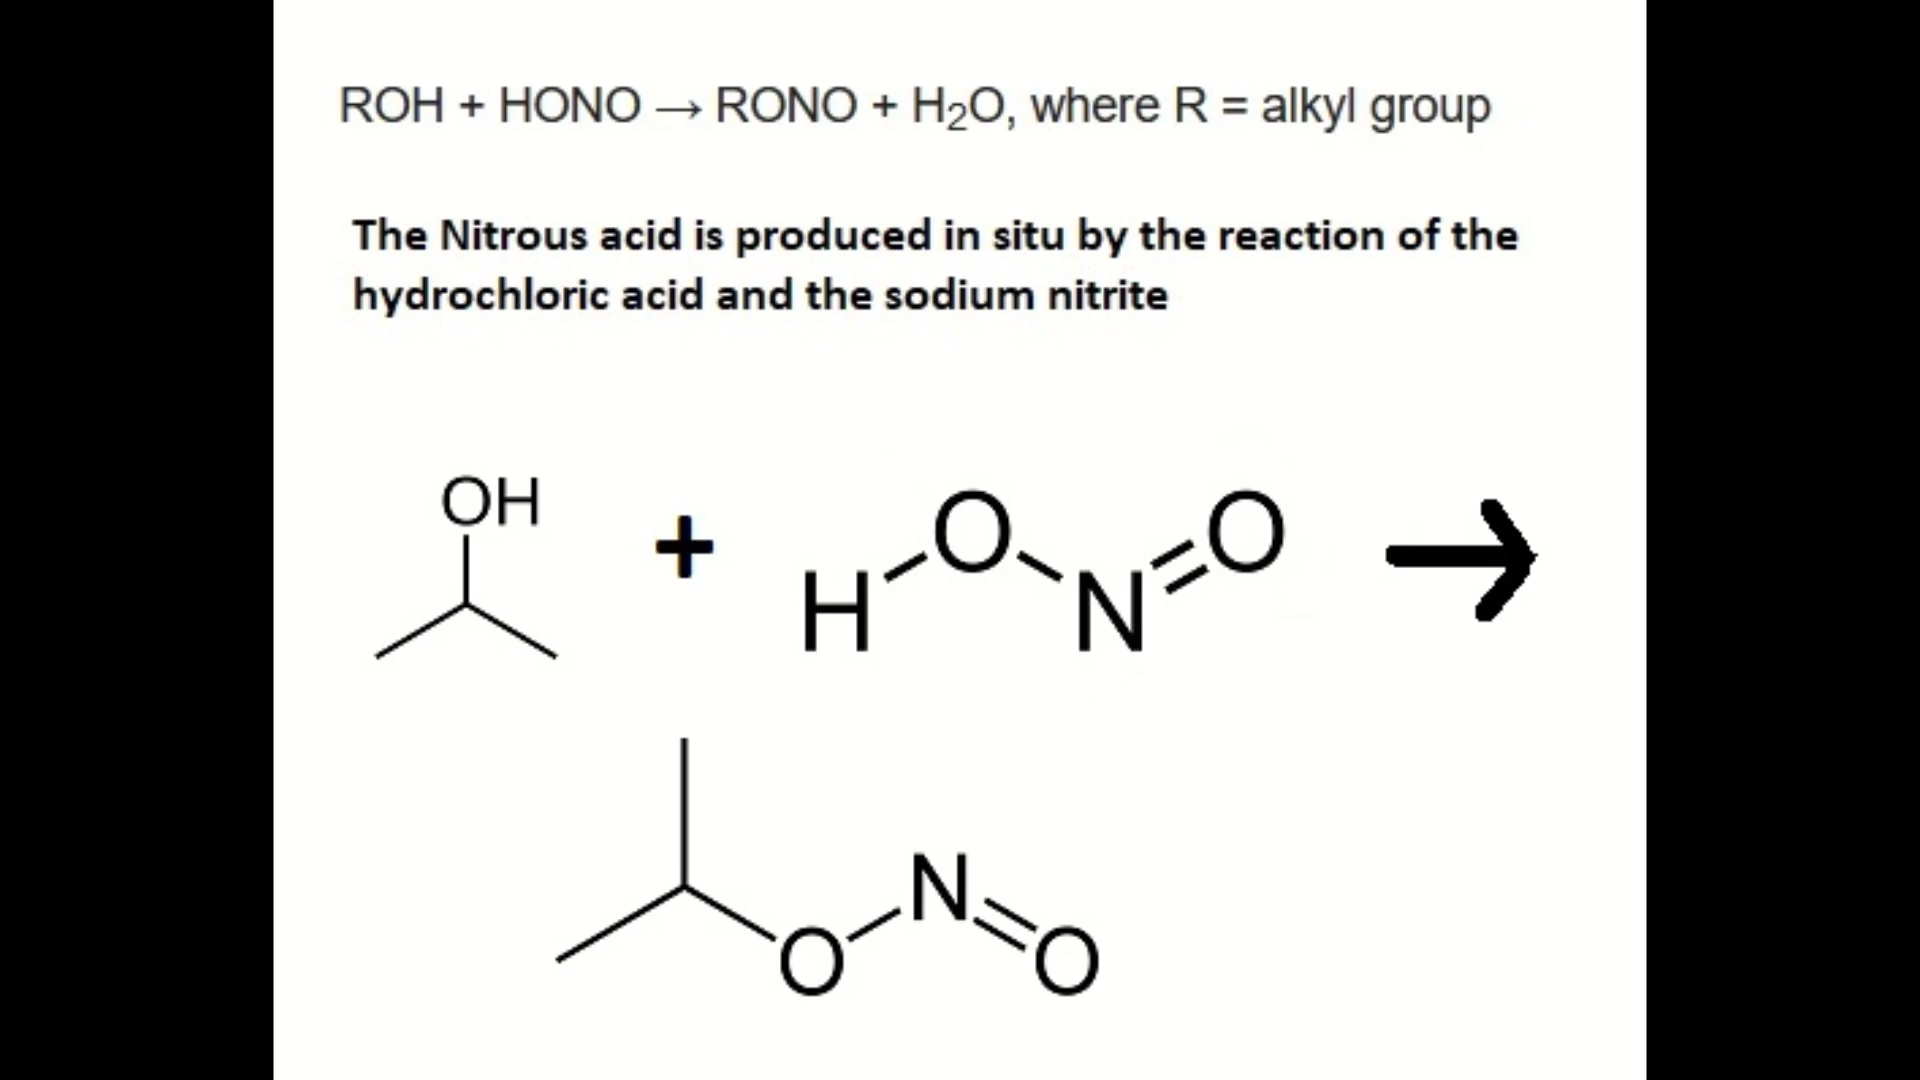 ROH + HONO → RONO + H₂O, where R = alkyl group
The Nitrous acid is produced in situ by the reaction of the
hydrochloric acid and the sodium nitrite
OH
+
H O N O
→
O N O